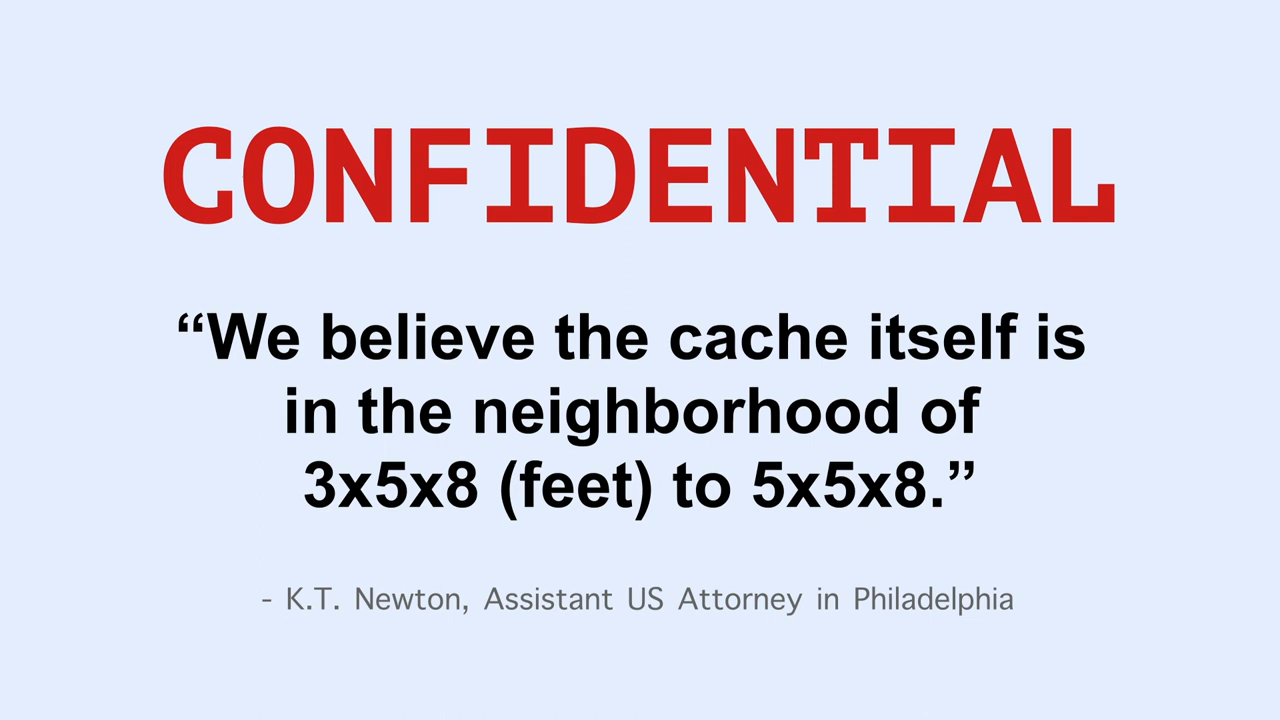 CONFIDENTIAL
“We believe the cache itself is
in the neighborhood of
3x5x8 (feet) to 5x5x8.”
- K.T. Newton, Assistant US Attorney in Philadelphia